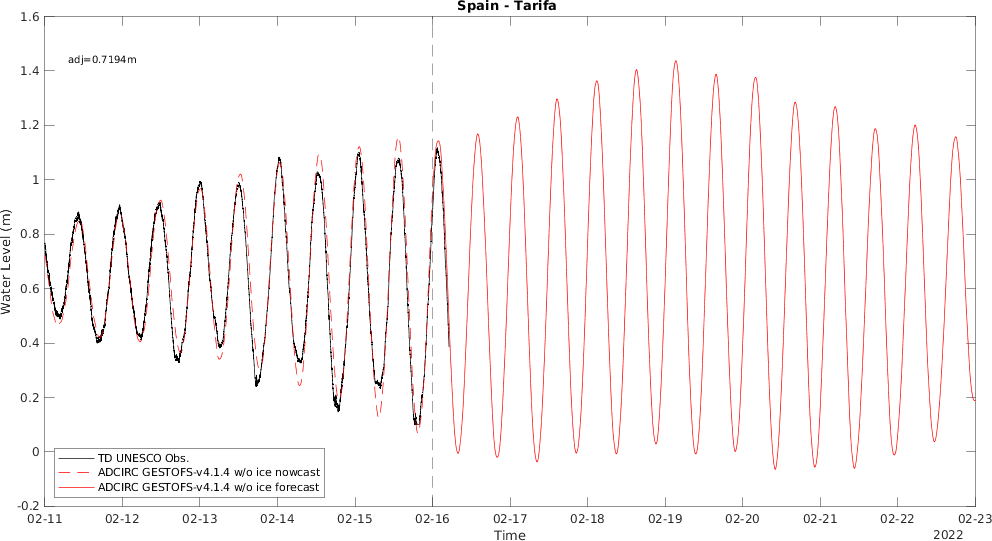 Spain - Tarifa
1.6
1.4
1.2
1
0.8
0.6
0.4
0.2
0
-0.2
Water Level (m)
adj=0.7194m
TD UNESCO Obs.
ADCIRC GESTOFS-v4.1.4 w/o ice nowcast
ADCIRC GESTOFS-v4.1.4 w/o ice forecast
02-11 02-12 02-13 02-14 02-15 02-16 02-17 02-18 02-19 02-20 02-21 02-22 02-23
Time
2022